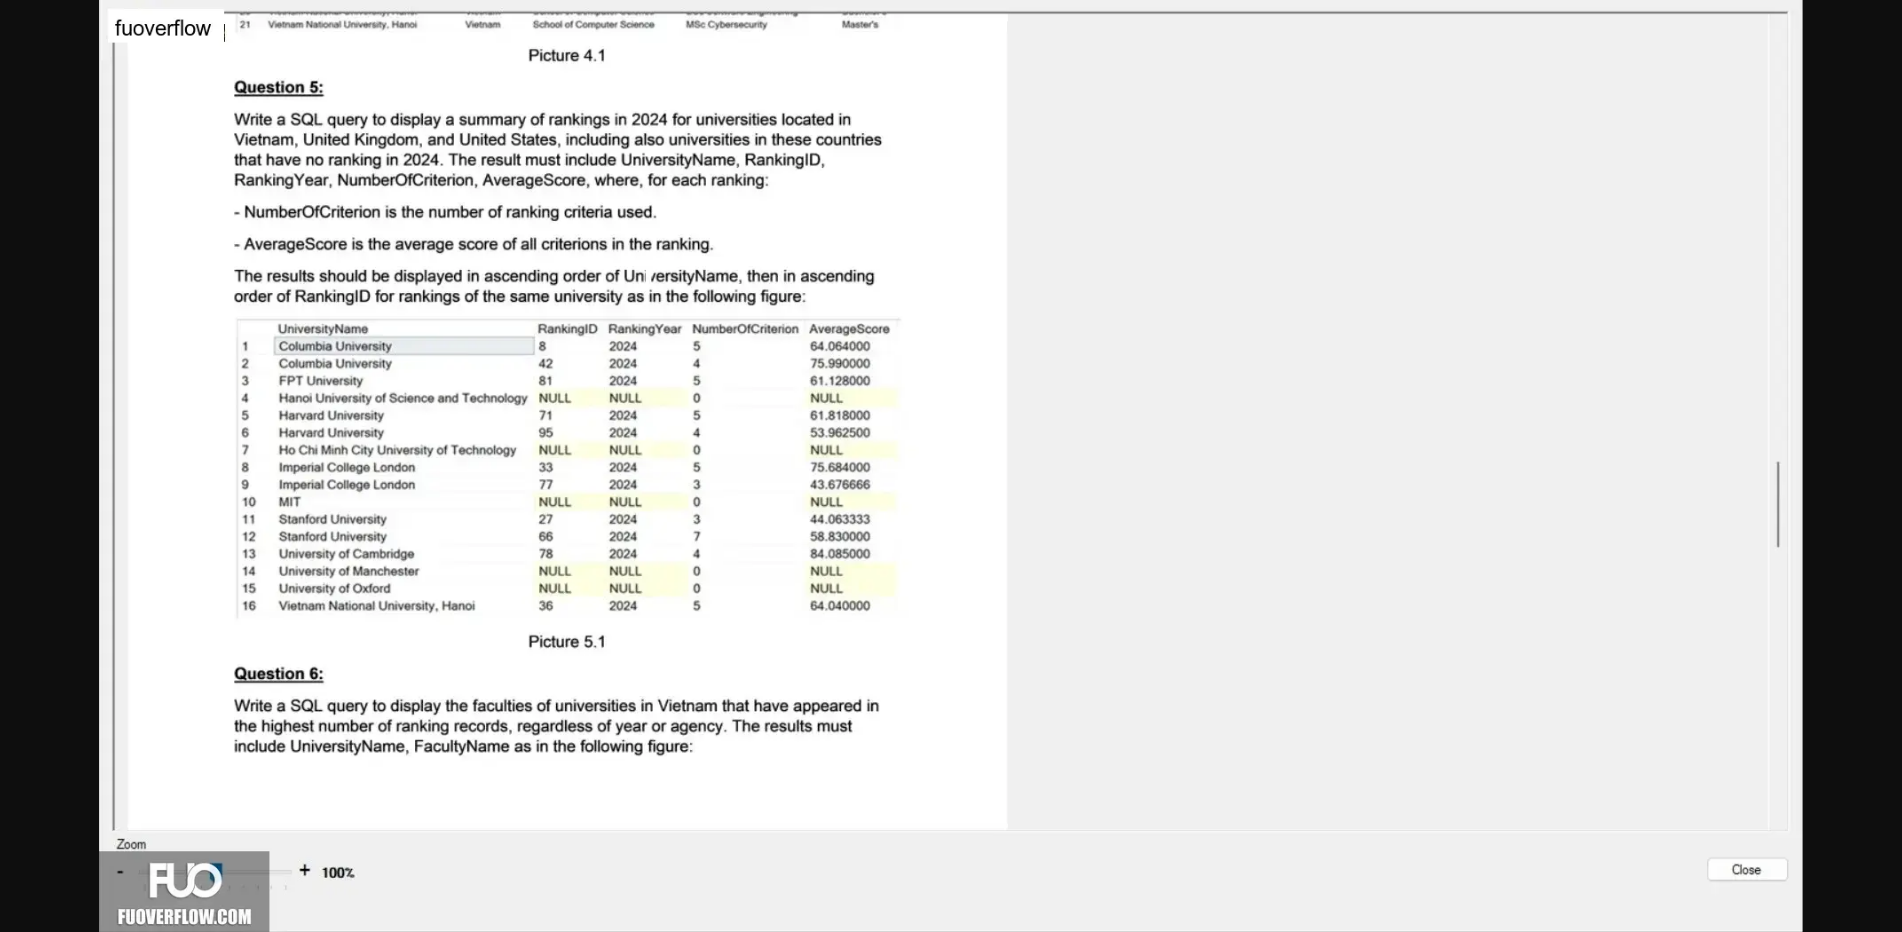 fuoverflow
21 Vietnam National University, Hanoi Vietnam School of Computer Science MSc Cybersecurity Master's
Picture 4.1
Question 5:
Write a SQL query to display a summary of rankings in 2024 for universities located in
Vietnam, United Kingdom, and United States, including also universities in these countries
that have no ranking in 2024. The result must include UniversityName, RankingID,
RankingYear, NumberOfCriterion, AverageScore, where, for each ranking:
- NumberOfCriterion is the number of ranking criteria used.
- AverageScore is the average score of all criterions in the ranking.
The results should be displayed in ascending order of UniversityName, then in ascending
order of RankingID for rankings of the same university as in the following figure:
UniversityName RankingID RankingYear NumberOfCriterion AverageScore
1 Columbia University 8 2024 5 64.064000
2 Columbia University 42 2024 4 75.990000
3 FPT University 81 2024 5 61.128000
4 Hanoi University of Science and Technology NULL NULL 0 NULL
5 Harvard University 71 2024 5 61.818000
6 Harvard University 95 2024 4 53.962500
7 Ho Chi Minh City University of Technology NULL NULL 0 NULL
8 Imperial College London 33 2024 5 75.684000
9 Imperial College London 77 2024 3 43.676666
10 MIT NULL NULL 0 NULL
11 Stanford University 27 2024 3 44.063333
12 Stanford University 66 2024 7 58.830000
13 University of Cambridge 78 2024 4 84.085000
14 University of Manchester NULL NULL 0 NULL
15 University of Oxford NULL NULL 0 NULL
16 Vietnam National University, Hanoi 36 2024 5 64.040000
Picture 5.1
Question 6:
Write a SQL query to display the faculties of universities in Vietnam that have appeared in
the highest number of ranking records, regardless of year or agency. The results must
include UniversityName, FacultyName as in the following figure:
Zoom
- + 100%
Close
FUO
FUOVERFLOW.COM